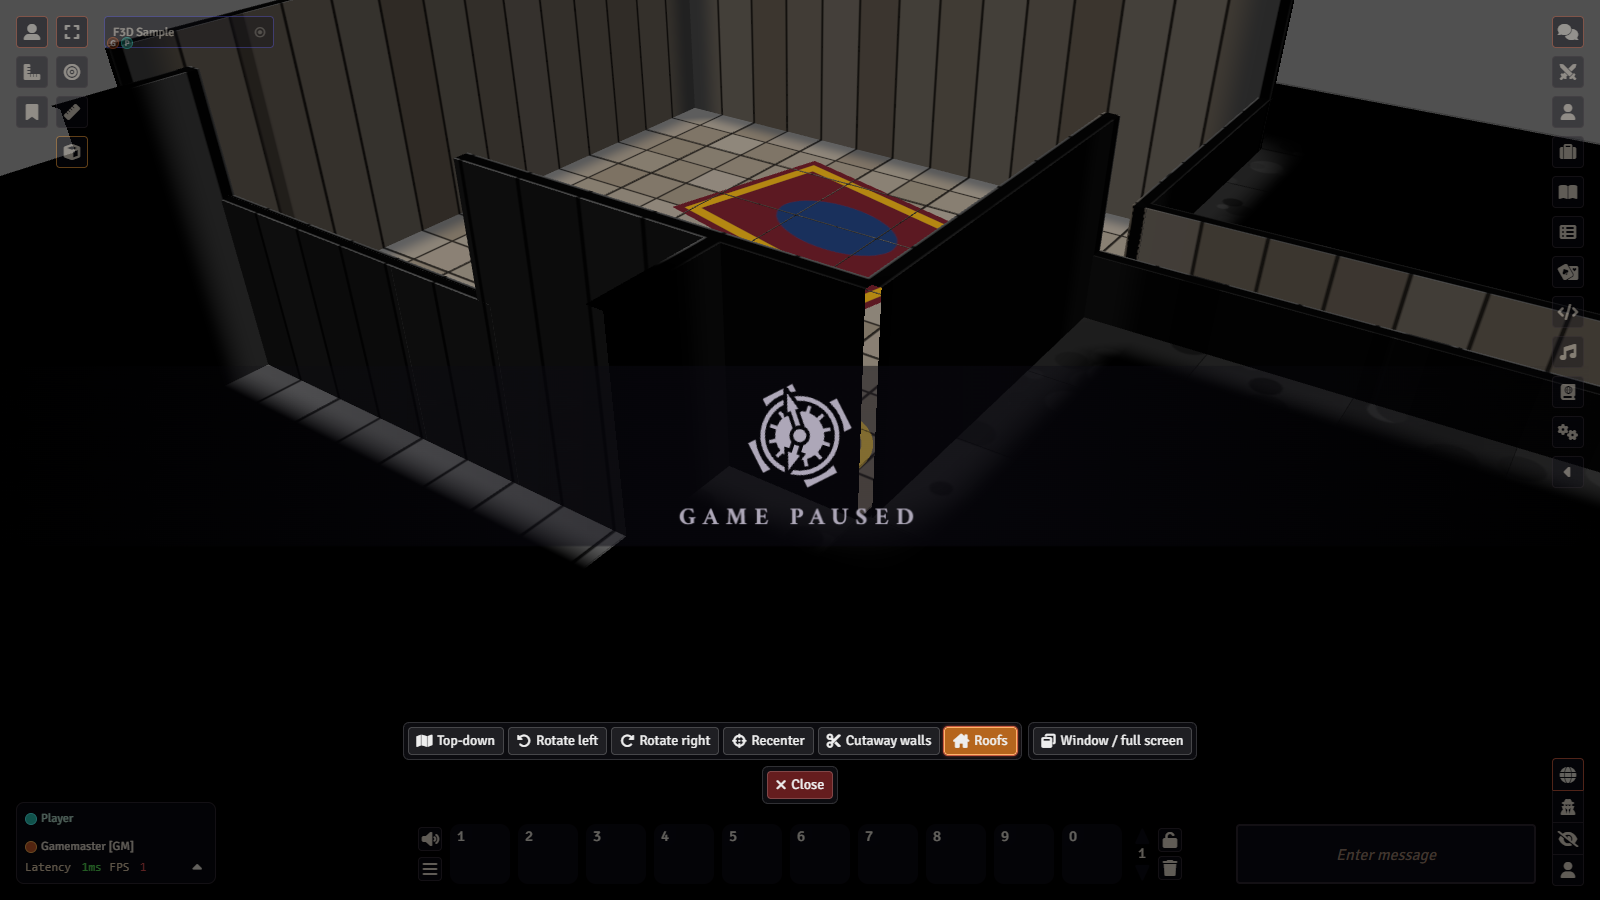 F3D Sample
G P
GAME PAUSED
Top-down Rotate left Rotate right Recenter Cutaway walls Roofs Window / full screen
Close
Player
Gamemaster [GM]
Latency 1ms FPS 1
1 2 3 4 5 6 7 8 9 0
1
Enter message